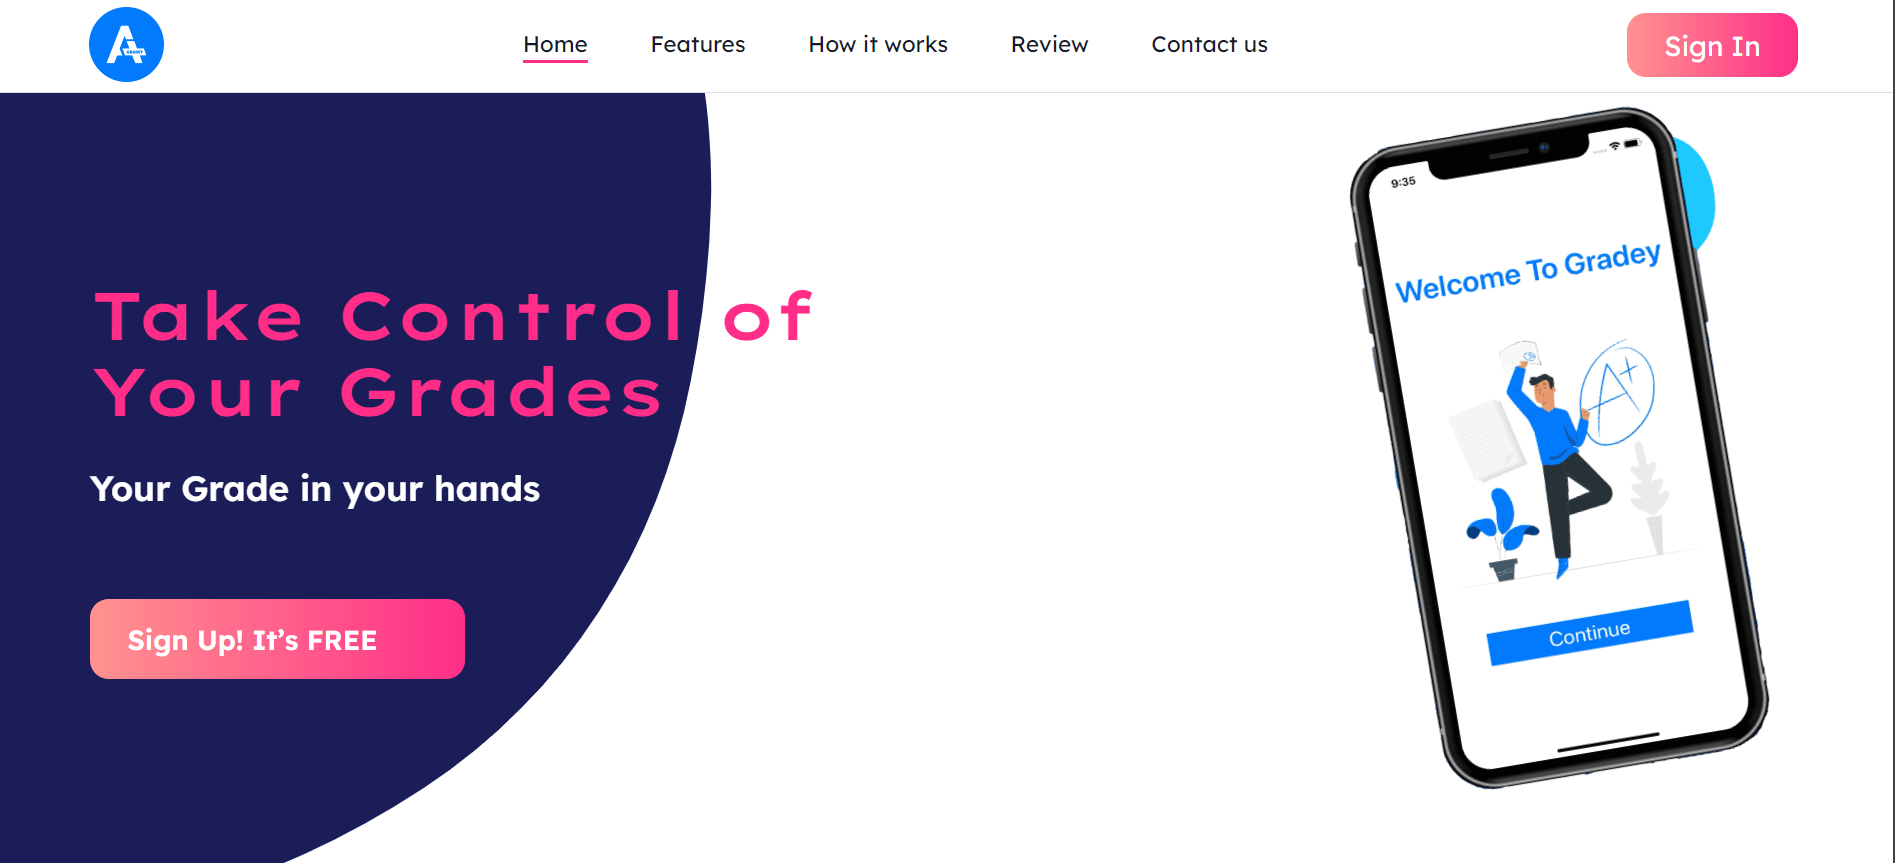 A GRADEY
Home
Features
How it works
Review
Contact us
Sign In
Take Control of
Your Grades
Your Grade in your hands
Sign Up! It’s FREE
9:35
Welcome To Gradey
A+
Continue